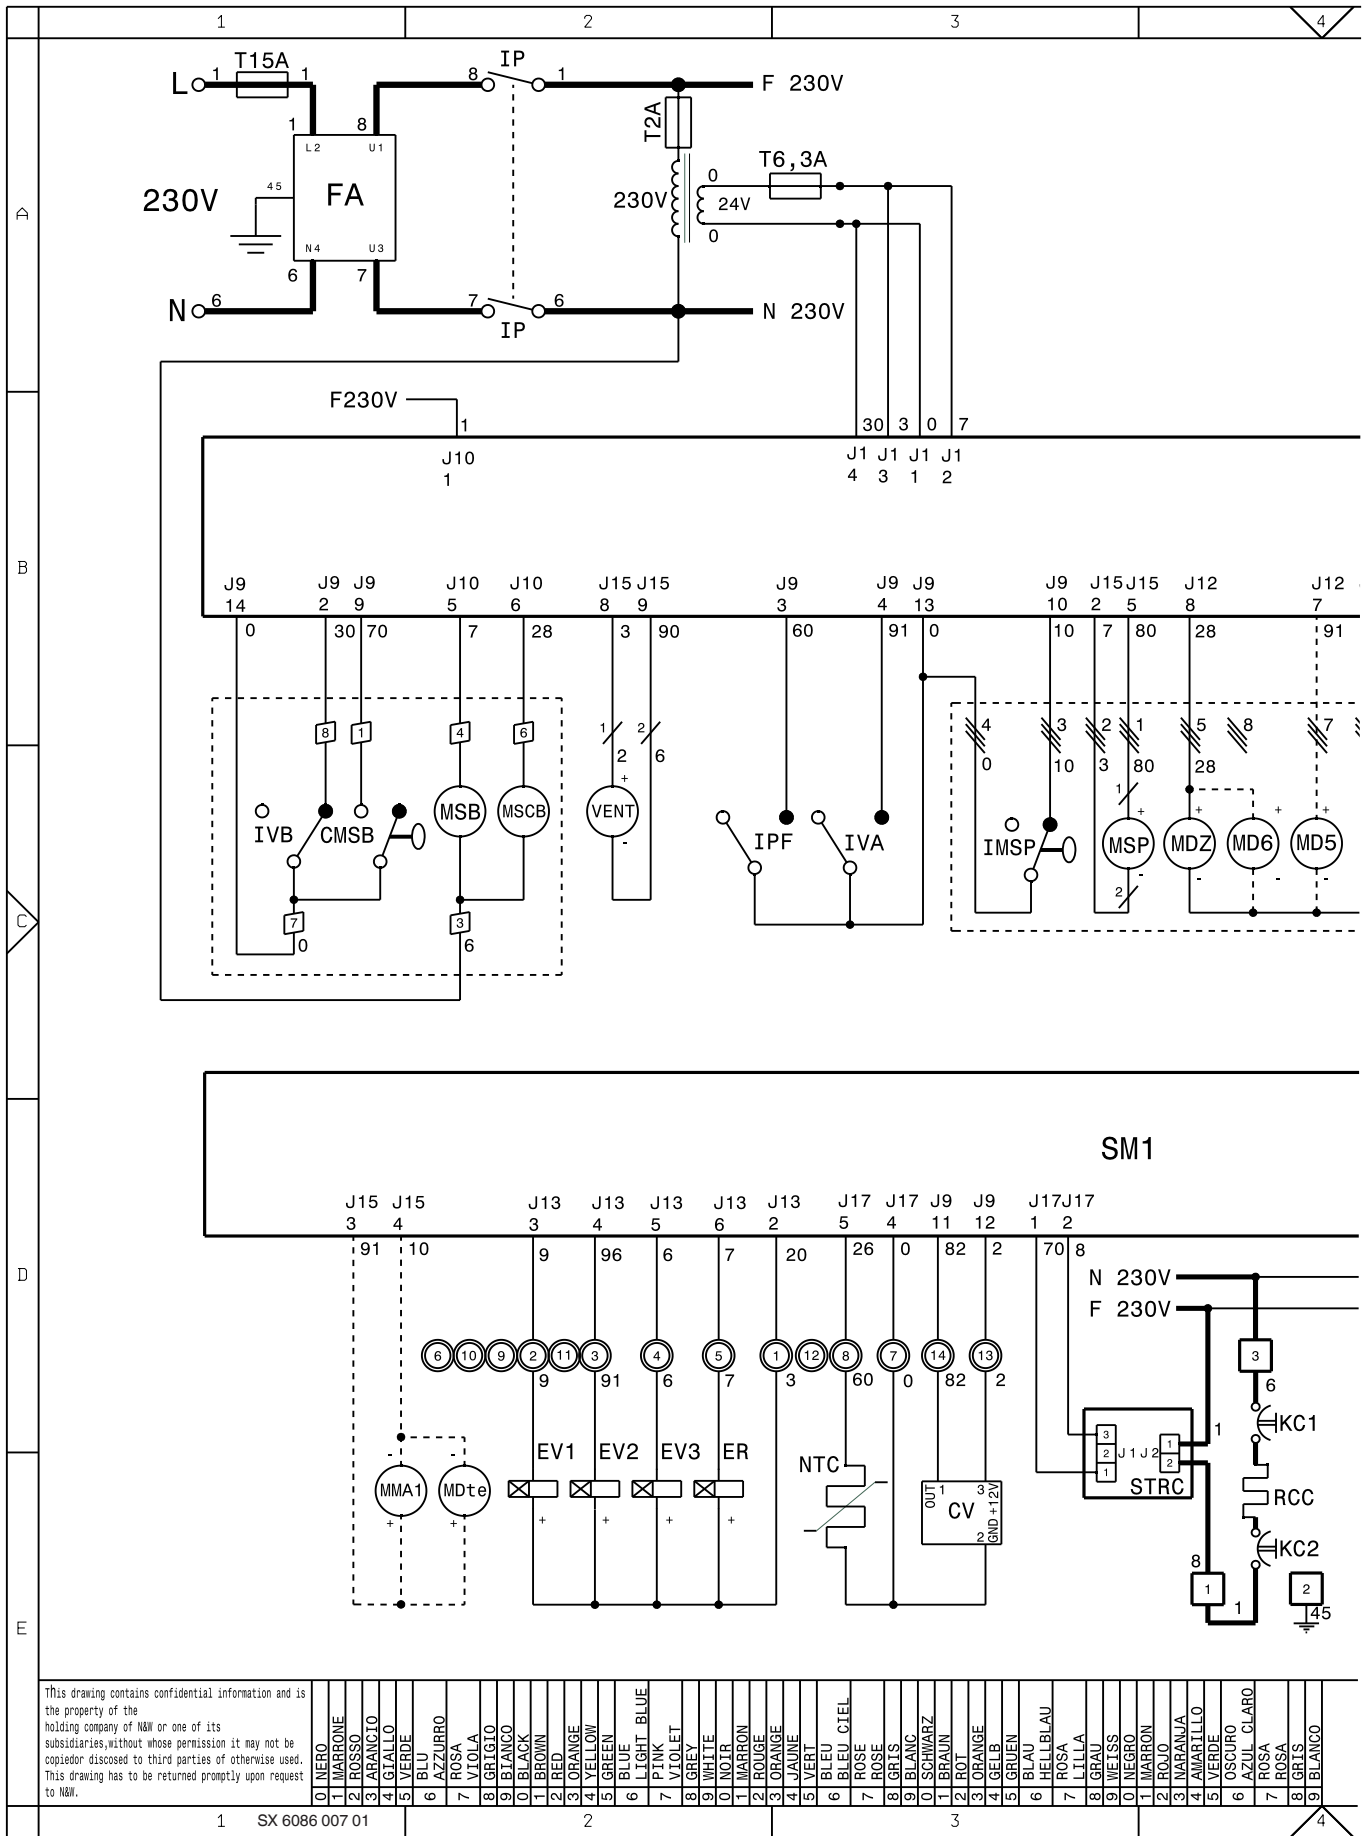 1 2 3 4
T15A IP
L 1 1 8 1 F 230V
T2A
1 8
L2 U1 T6,3A
45 FA 0
230V 230V 24V
A
0
N4 U3
6 7
N 6 7 6 N 230V
IP
F230V
1 30 3 0 7
J10 J1 J1 J1 J1
1 4 3 1 2
B
J9 J9 J9 J10 J10 J15 J15 J9 J9 J9 J9 J15 J15 J12 J12
14 2 9 5 6 8 9 3 4 13 10 2 5 8 7
0 30 70 7 28 3 90 60 91 0 10 7 80 28 91
8 1 4 6 1 2 4 3 2 1 5 8 7
2 6 0 10 3 80 28
+ 1 + + +
IVB CMSB MSB MSCB VENT IPF IVA IMSP MSP MDZ MD6 MD5
- 2 - - - -
C
7 3
0 6
SM1
J15 J15 J13 J13 J13 J13 J13 J17 J17 J9 J9 J17 J17
3 4 3 4 5 6 2 5 4 11 12 1 2
91 10 9 96 6 7 20 26 0 82 2 70 8
D
N 230V
F 230V
6 10 9 2 11 3 4 5 1 12 8 7 14 13 3
9 91 6 7 3 60 0 82 2 6
1 KC1
- - EV1 EV2 EV3 ER NTC
3 2 1 J1 J2 1 2
STRC
MMA1 MDte OUT 1 3 +12V CV 2 GND RCC
+ + + + + +
KC2
8
1 2
1 45
E
This drawing contains confidential information and is
the property of the
holding company of N&W or one of its
subsidiaries,without whose permission it may not be
copiedor discosed to third parties of otherwise used.
This drawing has to be returned promptly upon request
to N&W.
0 NERO
1 MARRONE
2 ROSSO
3 ARANCIO
4 GIALLO
5 VERDE
6 BLU
AZZURRO
7 ROSA
VIOLA
8 GRIGIO
9 BIANCO
0 BLACK
1 BROWN
2 RED
3 ORANGE
4 YELLOW
5 GREEN
6 BLUE
LIGHT BLUE
7 PINK
VIOLET
8 GREY
9 WHITE
0 NOIR
1 MARRON
2 ROUGE
3 ORANGE
4 JAUNE
5 VERT
6 BLEU
BLEU CIEL
7 ROSE
ROSE
8 GRIS
9 BLANC
0 SCHWARZ
1 BRAUN
2 ROT
3 ORANGE
4 GELB
5 GRUEN
6 BLAU
HELLBLAU
7 ROSA
LILLA
8 GRAU
9 WEISS
0 NEGRO
1 MARRON
2 ROJO
3 NARANJA
4 AMARILLO
5 VERDE
6 OSCURO
AZUL CLARO
7 ROSA
ROSA
8 GRIS
9 BLANCO
1 SX 6086 007 01 2 3 4